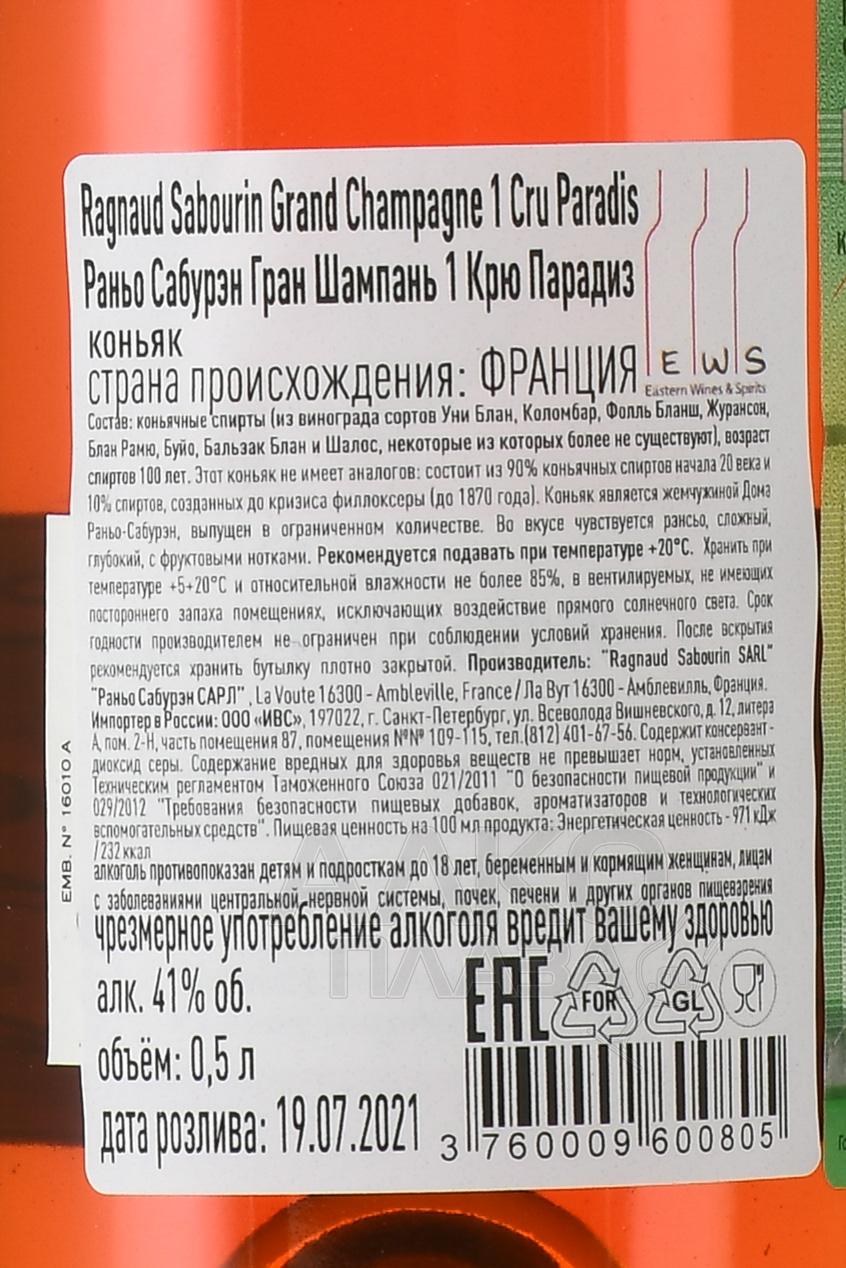 Ragnaud Sabourin Grand Champagne 1 Cru Paradis
Раньо Сабурэн Гран Шампань 1 Крю Парадиз
коньяк
страна происхождения: ФРАНЦИЯ
E W S
Eastern Wines & Spirits
Состав: коньячные спирты (из винограда сортов Уни Блан, Коломбар, Фолль Бланш, Журансон,
Блан Рамю, Буйо, Бальзак Блан и Шалос, некоторые из которых более не существуют), возраст
спиртов 100 лет. Этот коньяк не имеет аналогов: состоит из 90% коньячных спиртов начала 20 века и
10% спиртов, созданных до кризиса филлоксеры (до 1870 года). Коньяк является жемчужиной Дома
Раньо-Сабурэн, выпущен в ограниченном количестве. Во вкусе чувствуется рансьо, сложный,
глубокий, с фруктовыми нотками. Рекомендуется подавать при температуре +20°С. Хранить при
температуре +5+20°С и относительной влажности не более 85%, в вентилируемых, не имеющих
постороннего запаха помещениях, исключающих воздействие прямого солнечного света. Срок
годности производителем не ограничен при соблюдении условий хранения. После вскрытия
рекомендуется хранить бутылку плотно закрытой. Производитель: "Ragnaud Sabourin SARL"
"Раньо Сабурэн САРЛ", La Voute 16300 - Ambleville, France / Ла Вут 16300 - Амблевилль, Франция.
Импортер в России: ООО «ИВС», 197022, г. Санкт-Петербург, ул. Всеволода Вишневского, д. 12, литера
А, пом. 2-Н, часть помещения 87, помещения №№ 109-115, тел.(812) 401-67-56. Содержит консервант -
диоксид серы. Содержание вредных для здоровья веществ не превышает норм, установленных
Техническим регламентом Таможенного Союза 021/2011 "О безопасности пищевой продукции" и
029/2012 "Требования безопасности пищевых добавок, ароматизаторов и технологических
вспомогательных средств". Пищевая ценность на 100 мл продукта: Энергетическая ценность - 971 кДж
/ 232 ккал
алкоголь противопоказан детям и подросткам до 18 лет, беременным и кормящим женщинам, лицам
с заболеваниями центральной нервной системы, почек, печени и других органов пищеварения
чрезмерное употребление алкоголя вредит вашему здоровью
алк. 41% об.
объём: 0,5 л
дата розлива: 19.07.2021
EAC
FOR
GL
3 760009 600805
EMB. N° 16010 A